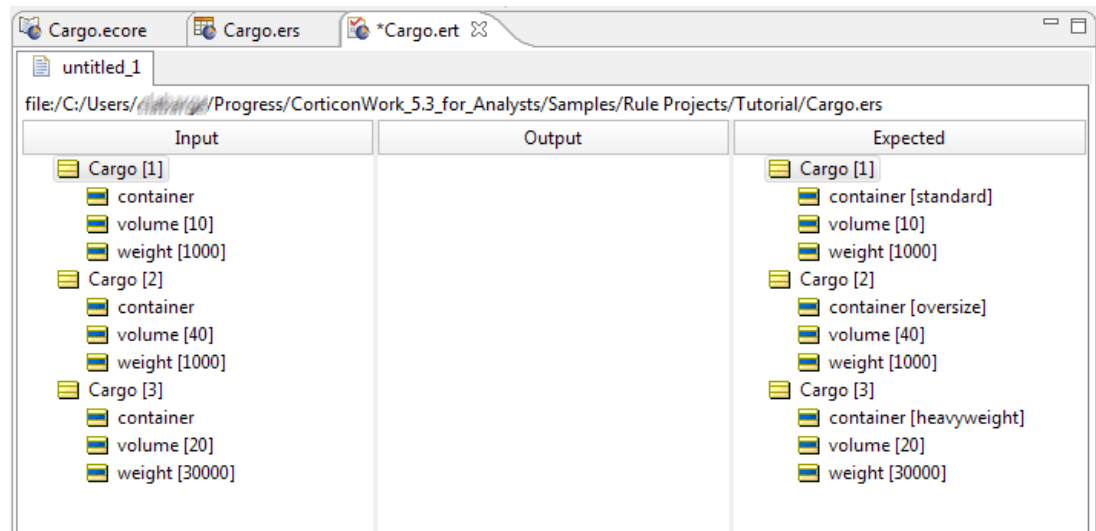 Cargo.ecore Cargo.ers *Cargo.ert
untitled_1
file:/C:/Users/ /Progress/CorticonWork_5.3_for_Analysts/Samples/Rule Projects/Tutorial/Cargo.ers
Input Output Expected
Cargo [1] Cargo [1]
container container [standard]
volume [10] volume [10]
weight [1000] weight [1000]
Cargo [2] Cargo [2]
container container [oversize]
volume [40] volume [40]
weight [1000] weight [1000]
Cargo [3] Cargo [3]
container container [heavyweight]
volume [20] volume [20]
weight [30000] weight [30000]